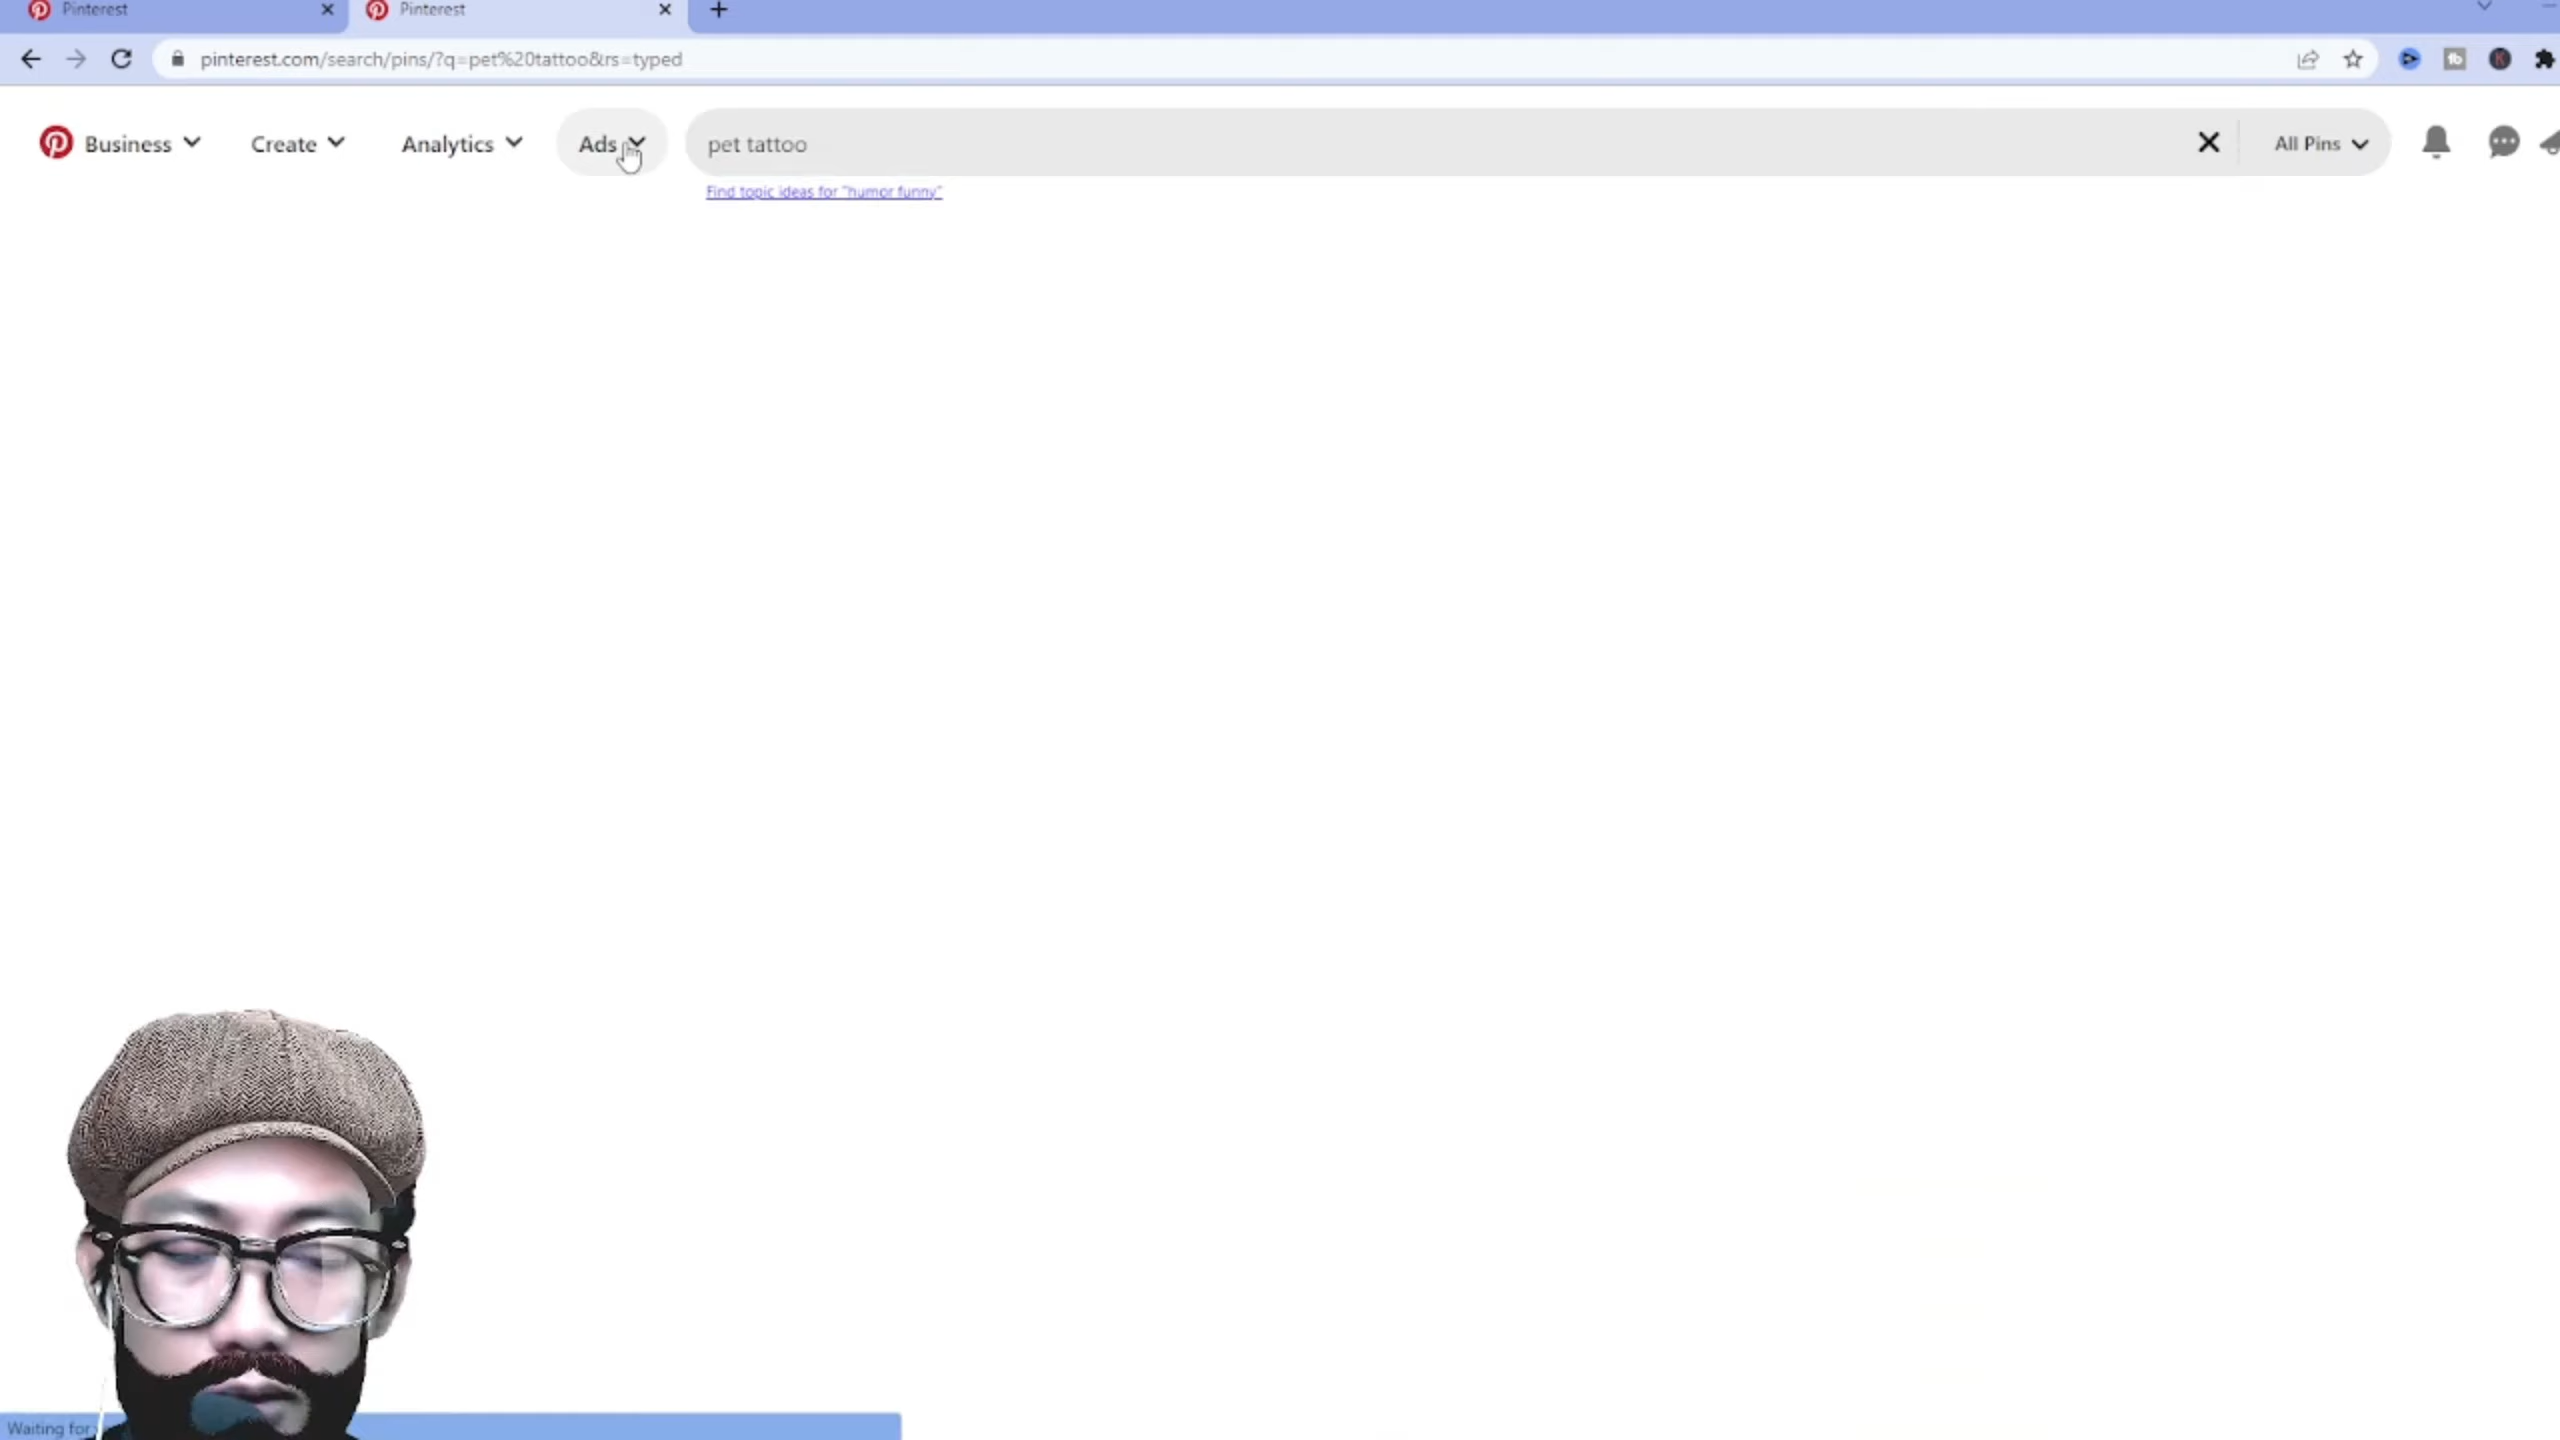 Pinterest
Pinterest
pinterest.com/search/pins/?q=pet%20tattoo&rs=typed
Business
Create
Analytics
Ads
pet tattoo
All Pins
Find topic ideas for "humor funny"
Waiting for